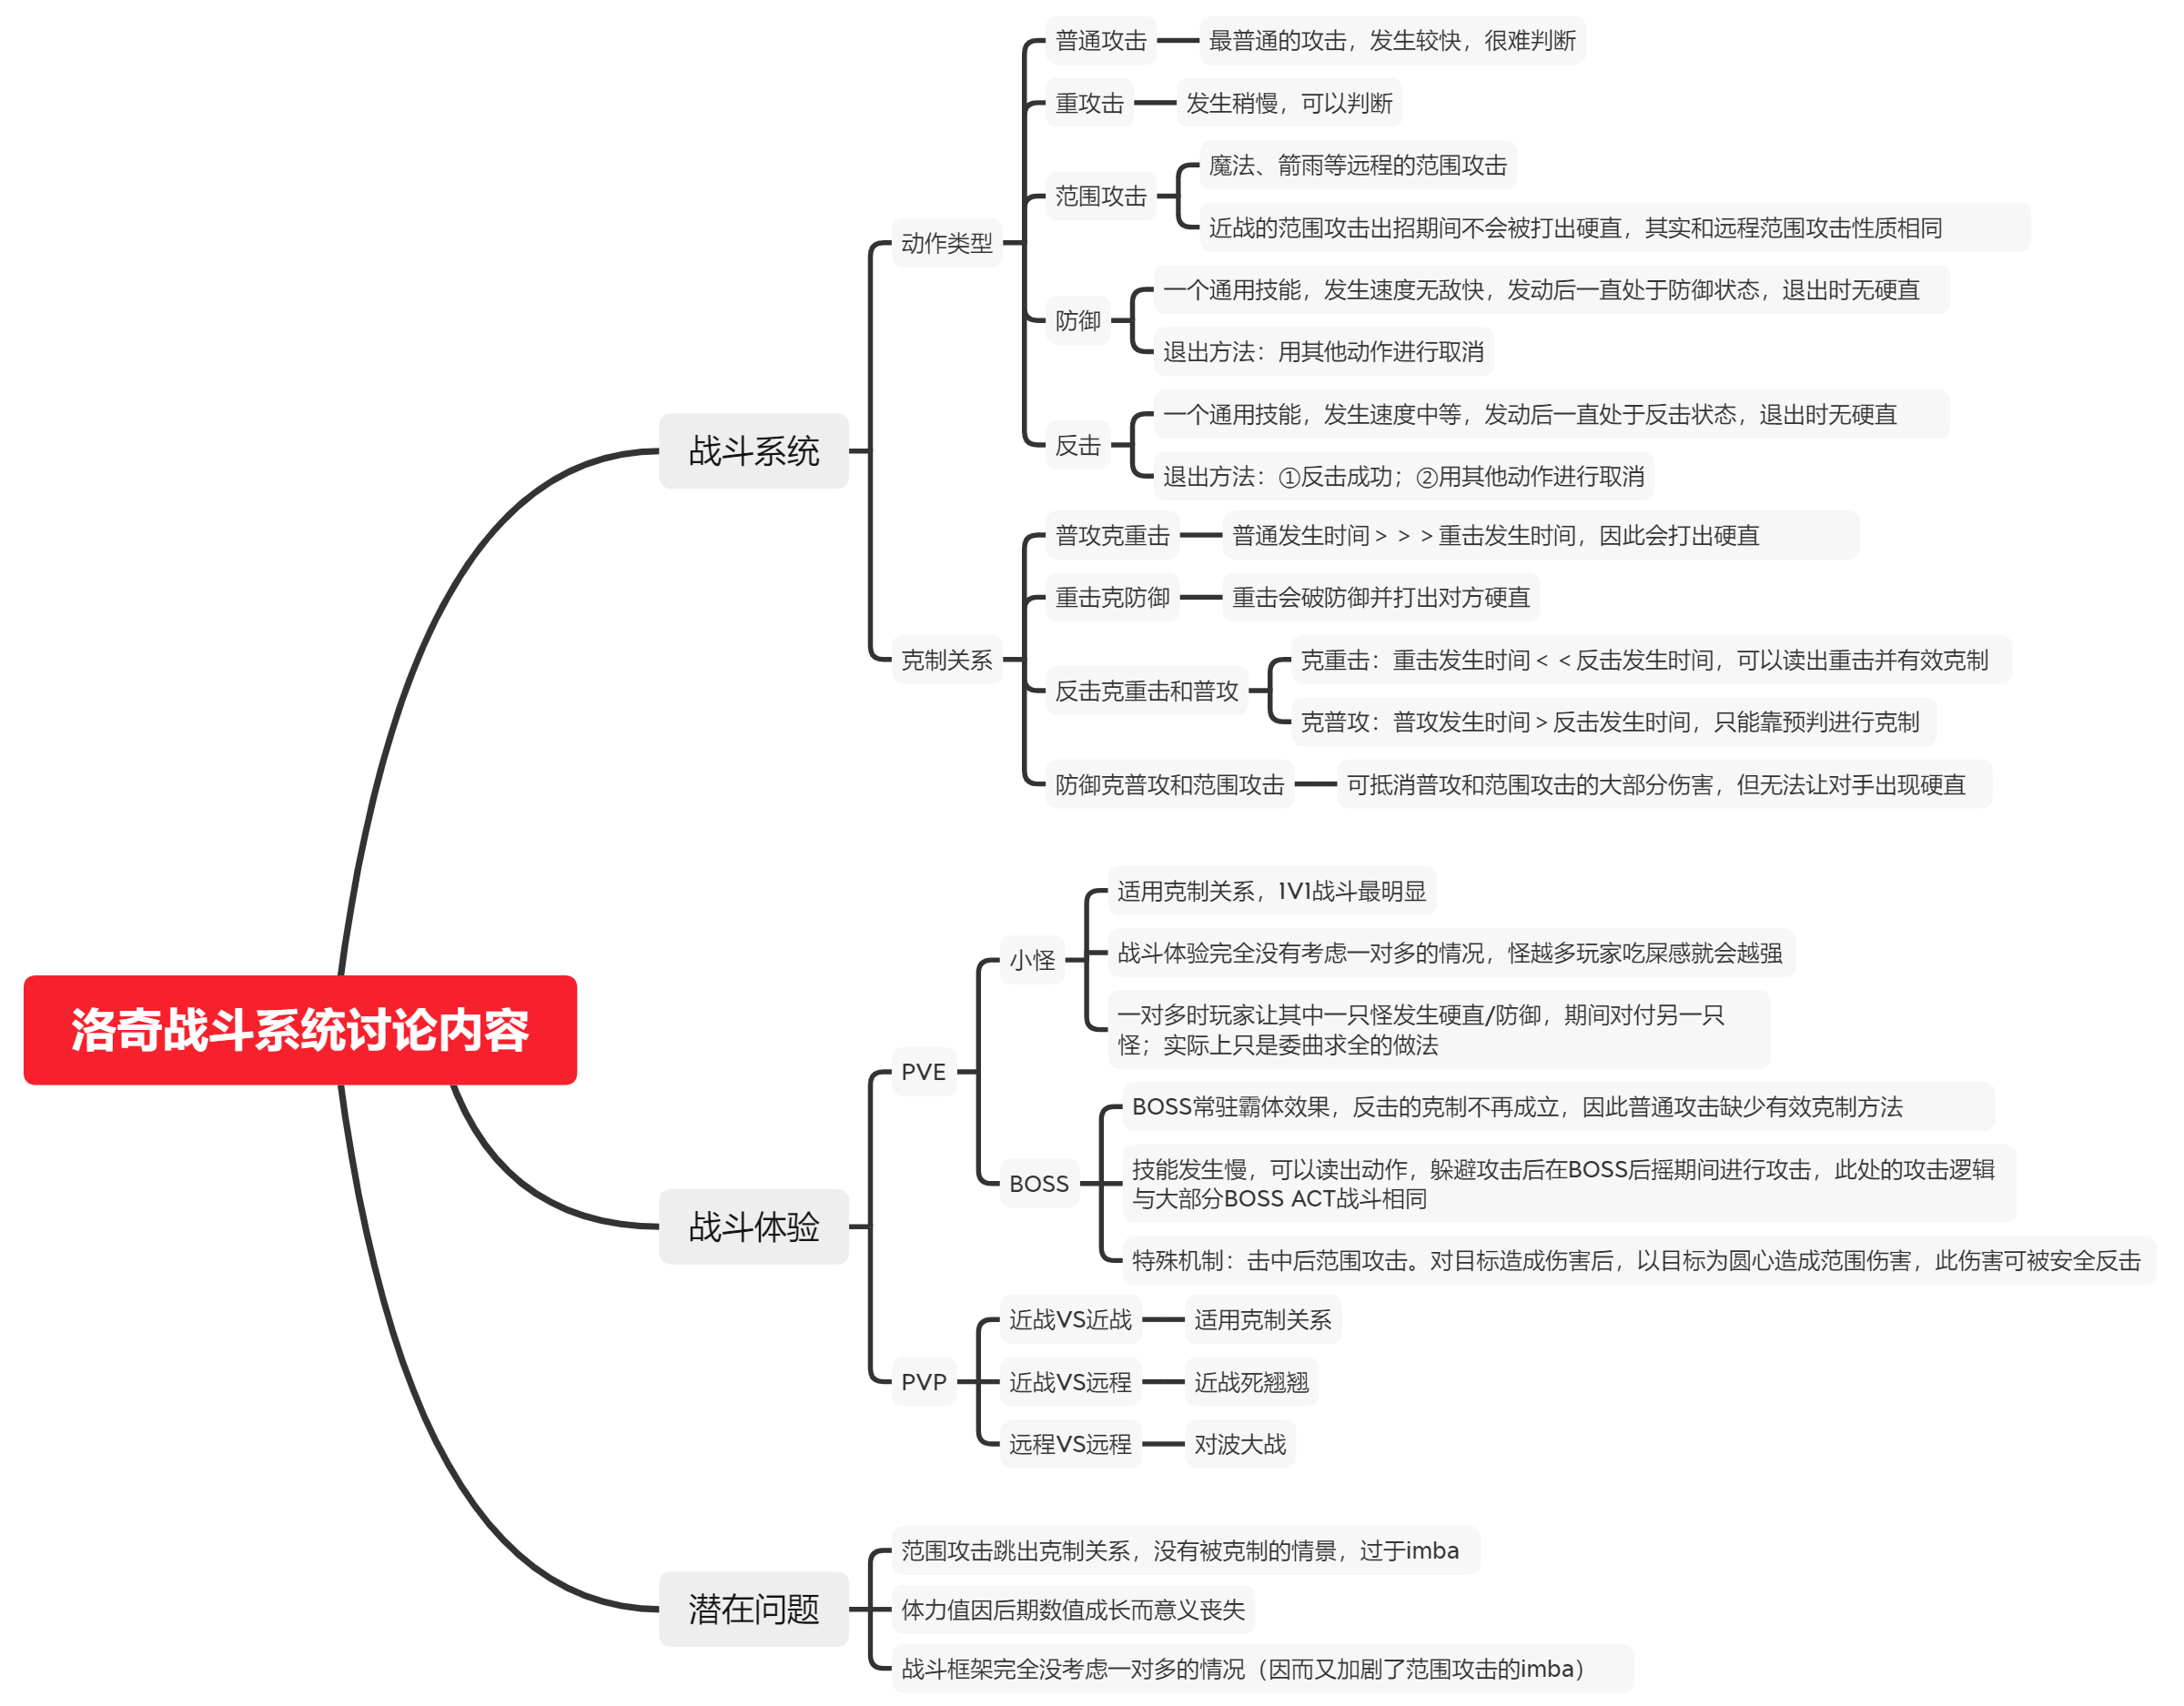 洛奇战斗系统讨论内容
战斗系统
动作类型
普通攻击
最普通的攻击，发生较快，很难判断
重攻击
发生稍慢，可以判断
范围攻击
魔法、箭雨等远程的范围攻击
近战的范围攻击出招期间不会被打出硬直，其实和远程范围攻击性质相同
防御
一个通用技能，发生速度无敌快，发动后一直处于防御状态，退出时无硬直
退出方法：用其他动作进行取消
反击
一个通用技能，发生速度中等，发动后一直处于反击状态，退出时无硬直
退出方法：①反击成功；②用其他动作进行取消
克制关系
普攻克重击
普通发生时间＞＞＞重击发生时间，因此会打出硬直
重击克防御
重击会破防御并打出对方硬直
反击克重击和普攻
克重击：重击发生时间＜＜反击发生时间，可以读出重击并有效克制
克普攻：普攻发生时间＞反击发生时间，只能靠预判进行克制
防御克普攻和范围攻击
可抵消普攻和范围攻击的大部分伤害，但无法让对手出现硬直
战斗体验
PVE
小怪
适用克制关系，1V1战斗最明显
战斗体验完全没有考虑一对多的情况，怪越多玩家吃屎感就会越强
一对多时玩家让其中一只怪发生硬直/防御，期间对付另一只
怪；实际上只是委曲求全的做法
BOSS
BOSS常驻霸体效果，反击的克制不再成立，因此普通攻击缺少有效克制方法
技能发生慢，可以读出动作，躲避攻击后在BOSS后摇期间进行攻击，此处的攻击逻辑
与大部分BOSS ACT战斗相同
特殊机制：击中后范围攻击。对目标造成伤害后，以目标为圆心造成范围伤害，此伤害可被安全反击
PVP
近战VS近战
适用克制关系
近战VS远程
近战死翘翘
远程VS远程
对波大战
潜在问题
范围攻击跳出克制关系，没有被克制的情景，过于imba
体力值因后期数值成长而意义丧失
战斗框架完全没考虑一对多的情况（因而又加剧了范围攻击的imba）